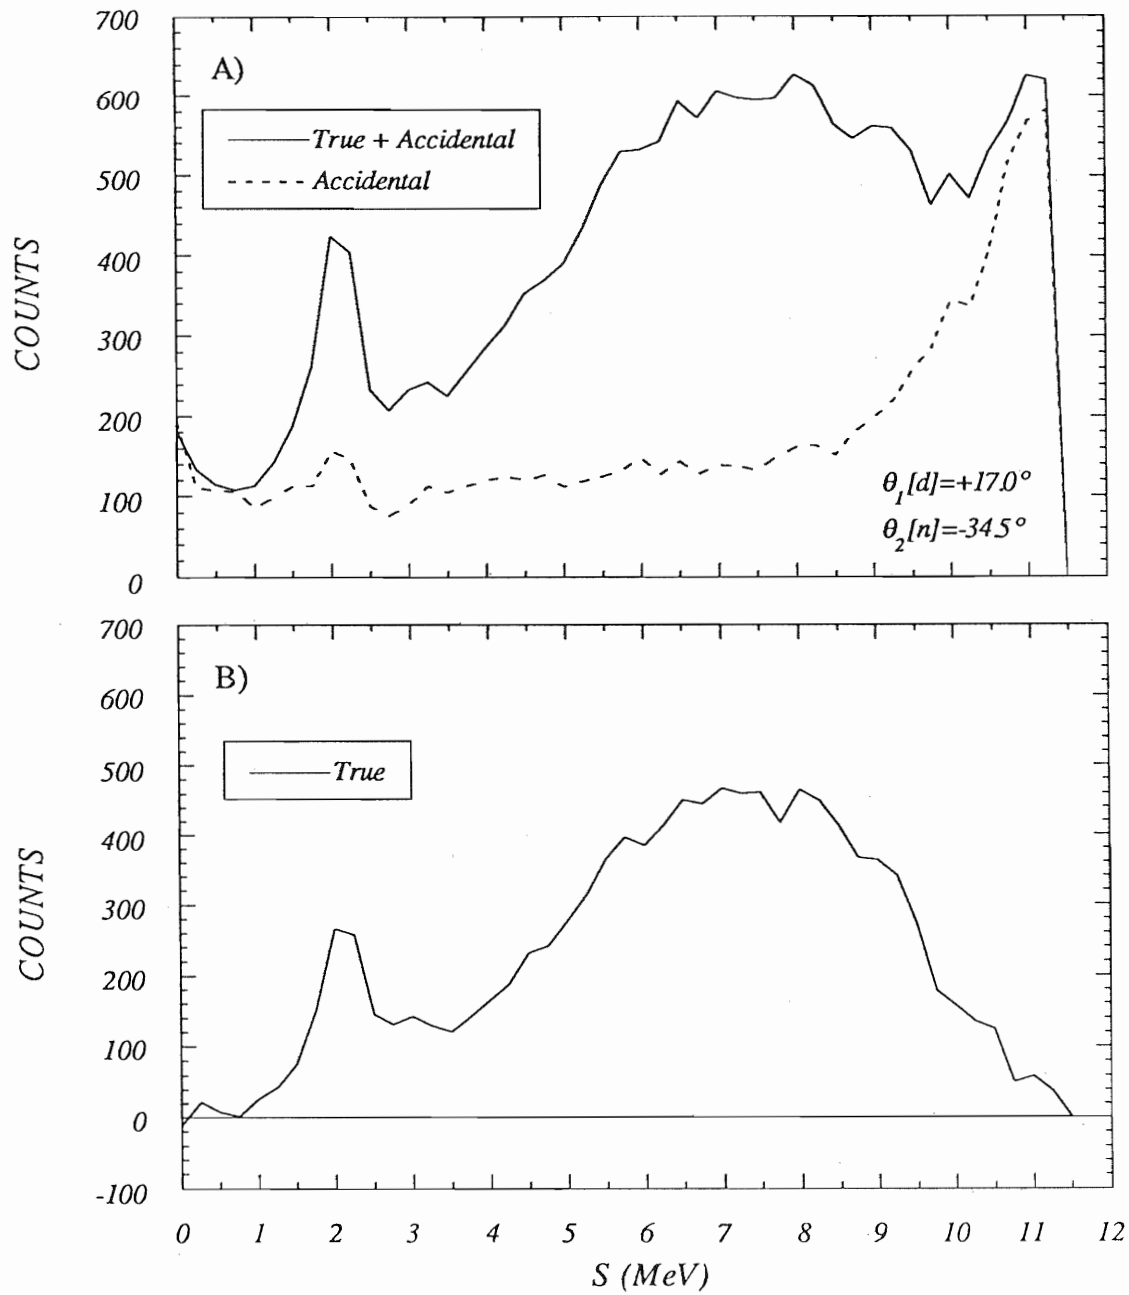 700
600
500
400
300
200
100
0
COUNTS
A)
True + Accidental
Accidental
θ1[d]=+17.0°
θ2[n]=-34.5°
700
600
500
400
300
200
100
0
-100
COUNTS
B)
True
0 1 2 3 4 5 6 7 8 9 10 11 12
S (MeV)